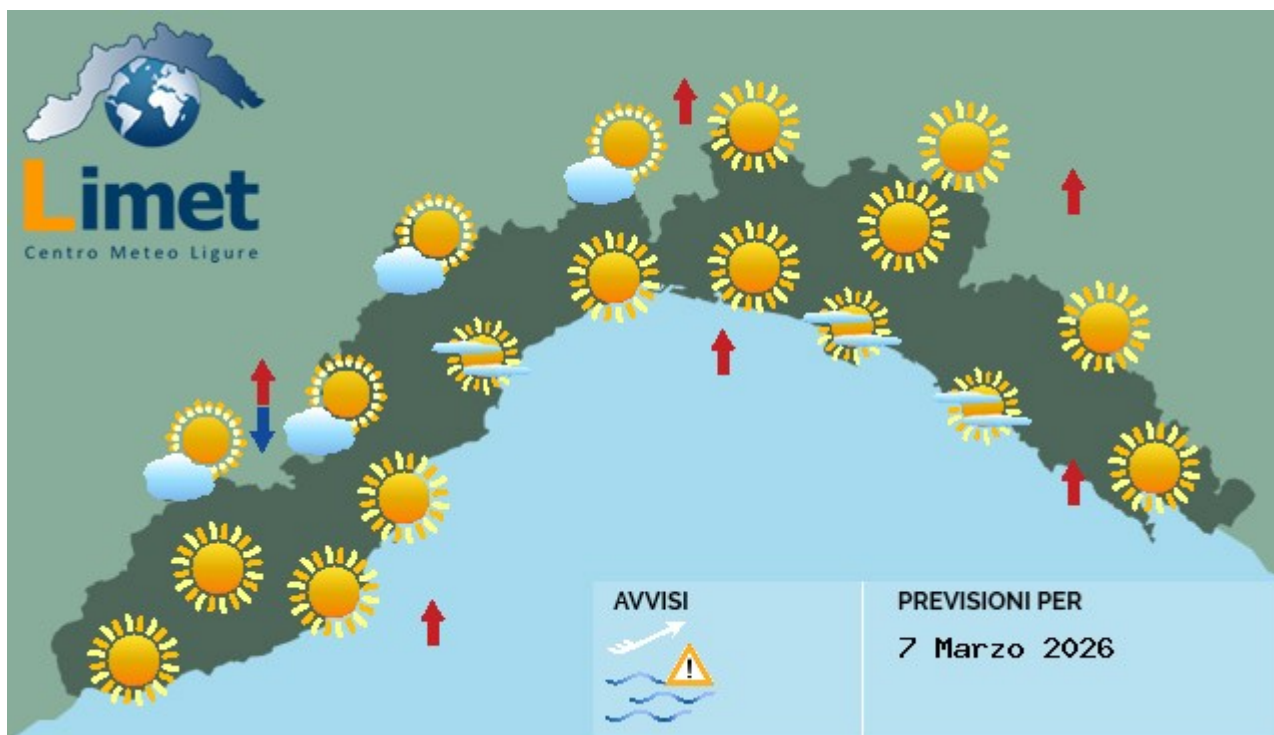 Limet
Centro Meteo Ligure
AVVISI
!
PREVISIONI PER
7 Marzo 2026